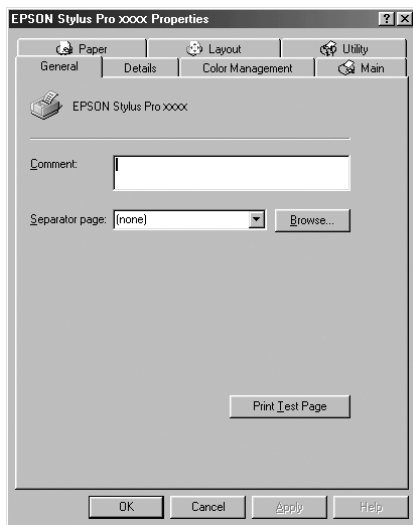 EPSON Stylus Pro xxxx Properties
Paper Layout Utility
General Details Color Management Main
EPSON Stylus Pro xxxx
Comment:
Separator page: (none) Browse...
Print Test Page
OK Cancel Apply Help